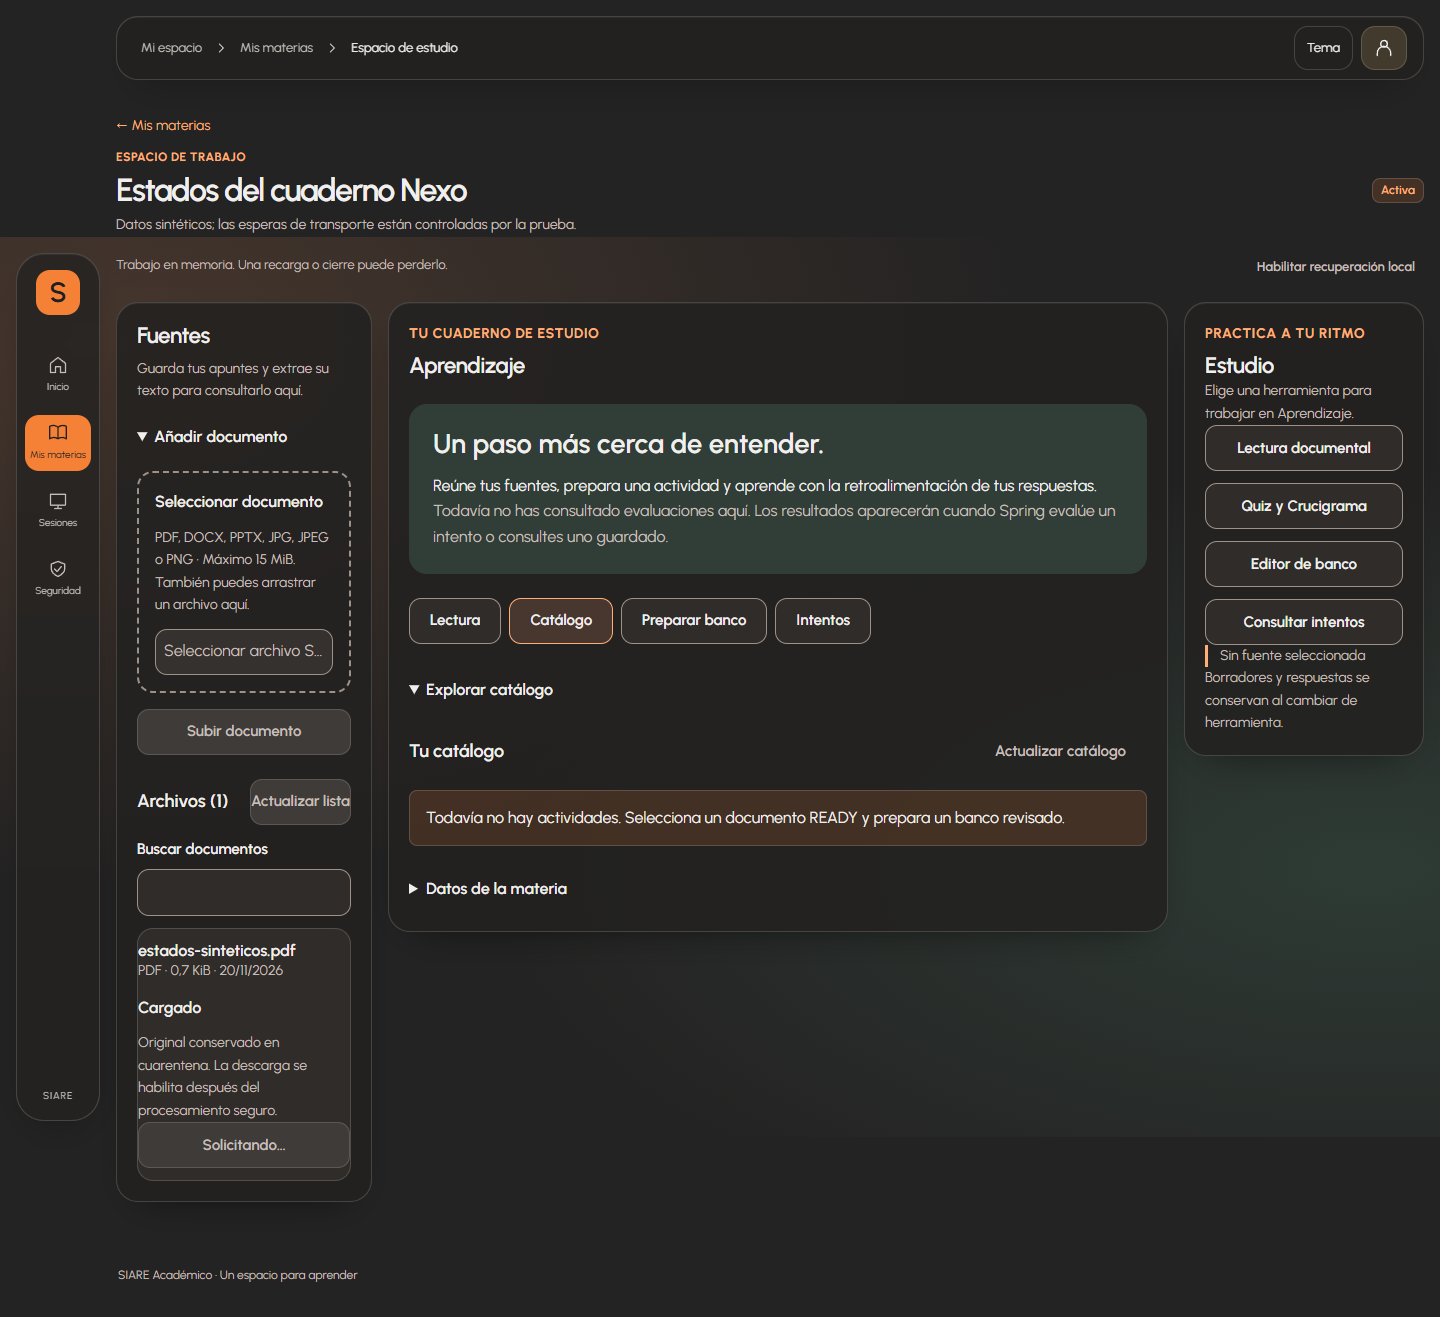 Mi espacio > Mis materias > Espacio de estudio
Tema
← Mis materias
ESPACIO DE TRABAJO
Estados del cuaderno Nexo
Activa
Datos sintéticos; las esperas de transporte están controladas por la prueba.
Trabajo en memoria. Una recarga o cierre puede perderlo.
Habilitar recuperación local
S
Inicio
Mis materias
Sesiones
Seguridad
SIARE
Fuentes
Guarda tus apuntes y extrae su
texto para consultarlo aquí.
▼ Añadir documento
Seleccionar documento
PDF, DOCX, PPTX, JPG, JPEG
o PNG · Máximo 15 MiB.
También puedes arrastrar
un archivo aquí.
Seleccionar archivo S...
Subir documento
Archivos (1)
Actualizar lista
Buscar documentos
estados-sinteticos.pdf
PDF · 0,7 KiB · 20/11/2026
Cargado
Original conservado en
cuarentena. La descarga se
habilita después del
procesamiento seguro.
Solicitando…
TU CUADERNO DE ESTUDIO
Aprendizaje
Un paso más cerca de entender.
Reúne tus fuentes, prepara una actividad y aprende con la retroalimentación de tus respuestas.
Todavía no has consultado evaluaciones aquí. Los resultados aparecerán cuando Spring evalúe un
intento o consultes uno guardado.
Lectura
Catálogo
Preparar banco
Intentos
▼ Explorar catálogo
Tu catálogo
Actualizar catálogo
Todavía no hay actividades. Selecciona un documento READY y prepara un banco revisado.
▶ Datos de la materia
PRACTICA A TU RITMO
Estudio
Elige una herramienta para
trabajar en Aprendizaje.
Lectura documental
Quiz y Crucigrama
Editor de banco
Consultar intentos
Sin fuente seleccionada
Borradores y respuestas se
conservan al cambiar de
herramienta.
SIARE Académico · Un espacio para aprender